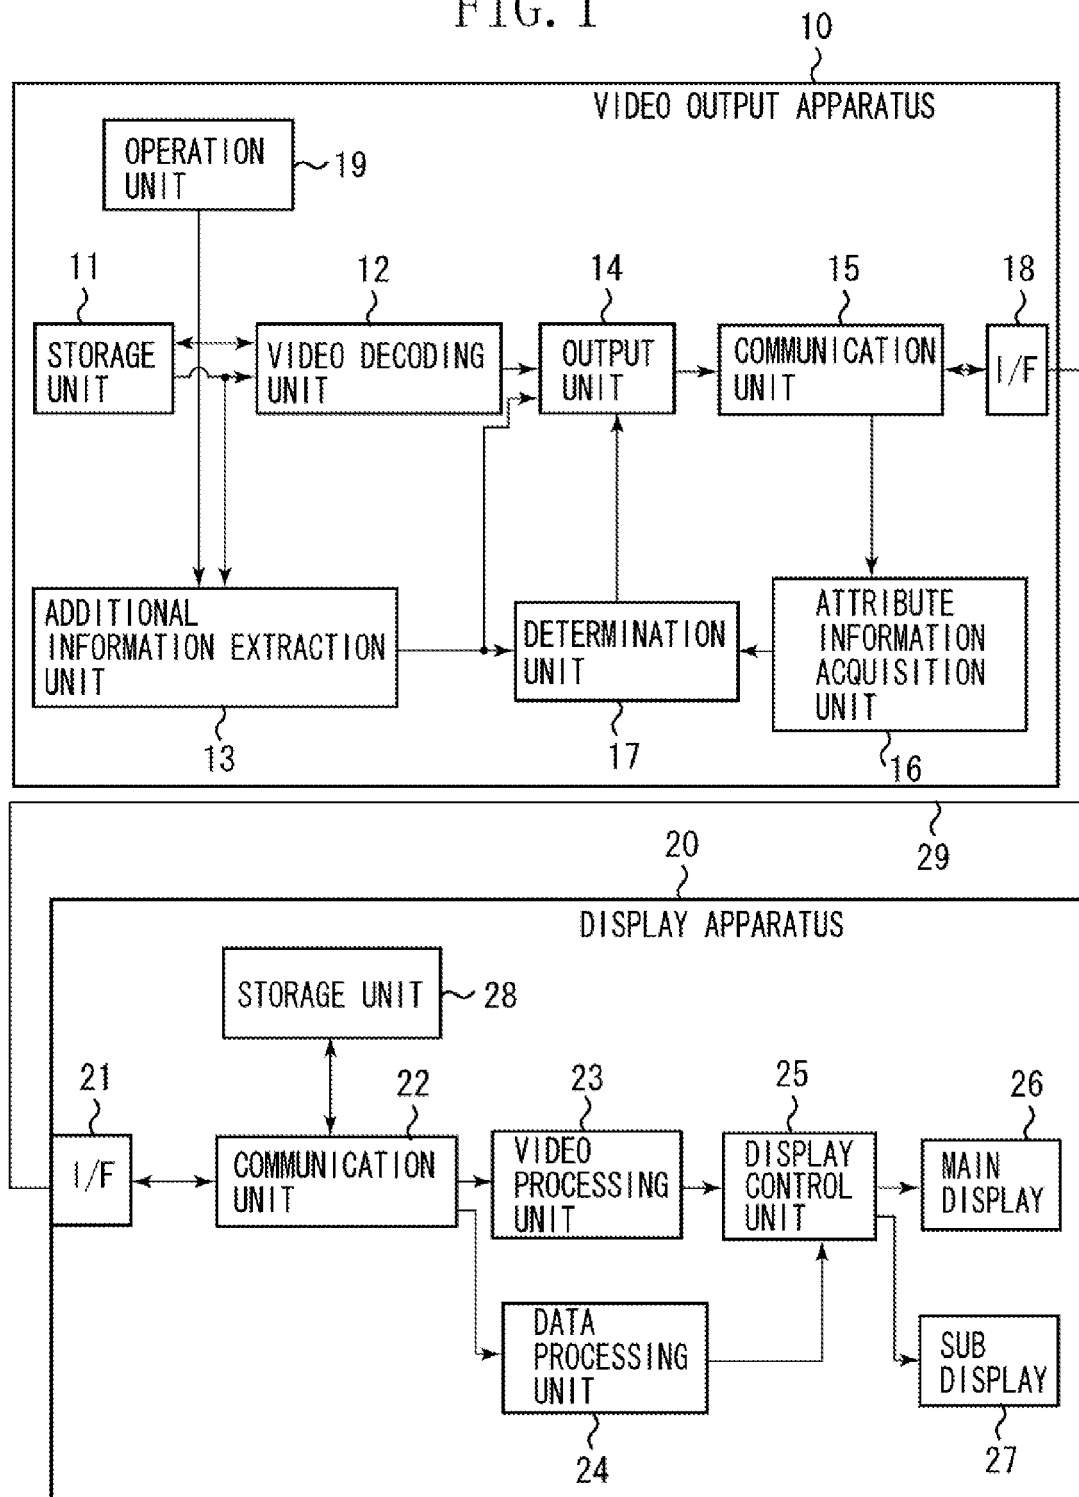 FIG. 1
10
VIDEO OUTPUT APPARATUS
OPERATION
UNIT
19
11
12
14
15
18
STORAGE
UNIT
VIDEO DECODING
UNIT
OUTPUT
UNIT
COMMUNICATION
UNIT
I/F
ADDITIONAL
INFORMATION EXTRACTION
UNIT
DETERMINATION
UNIT
ATTRIBUTE
INFORMATION
ACQUISITION
UNIT
13
17
16
29
20
DISPLAY APPARATUS
STORAGE UNIT
28
21
22
23
25
26
I/F
COMMUNICATION
UNIT
VIDEO
PROCESSING
UNIT
DISPLAY
CONTROL
UNIT
MAIN
DISPLAY
DATA
PROCESSING
UNIT
SUB
DISPLAY
24
27